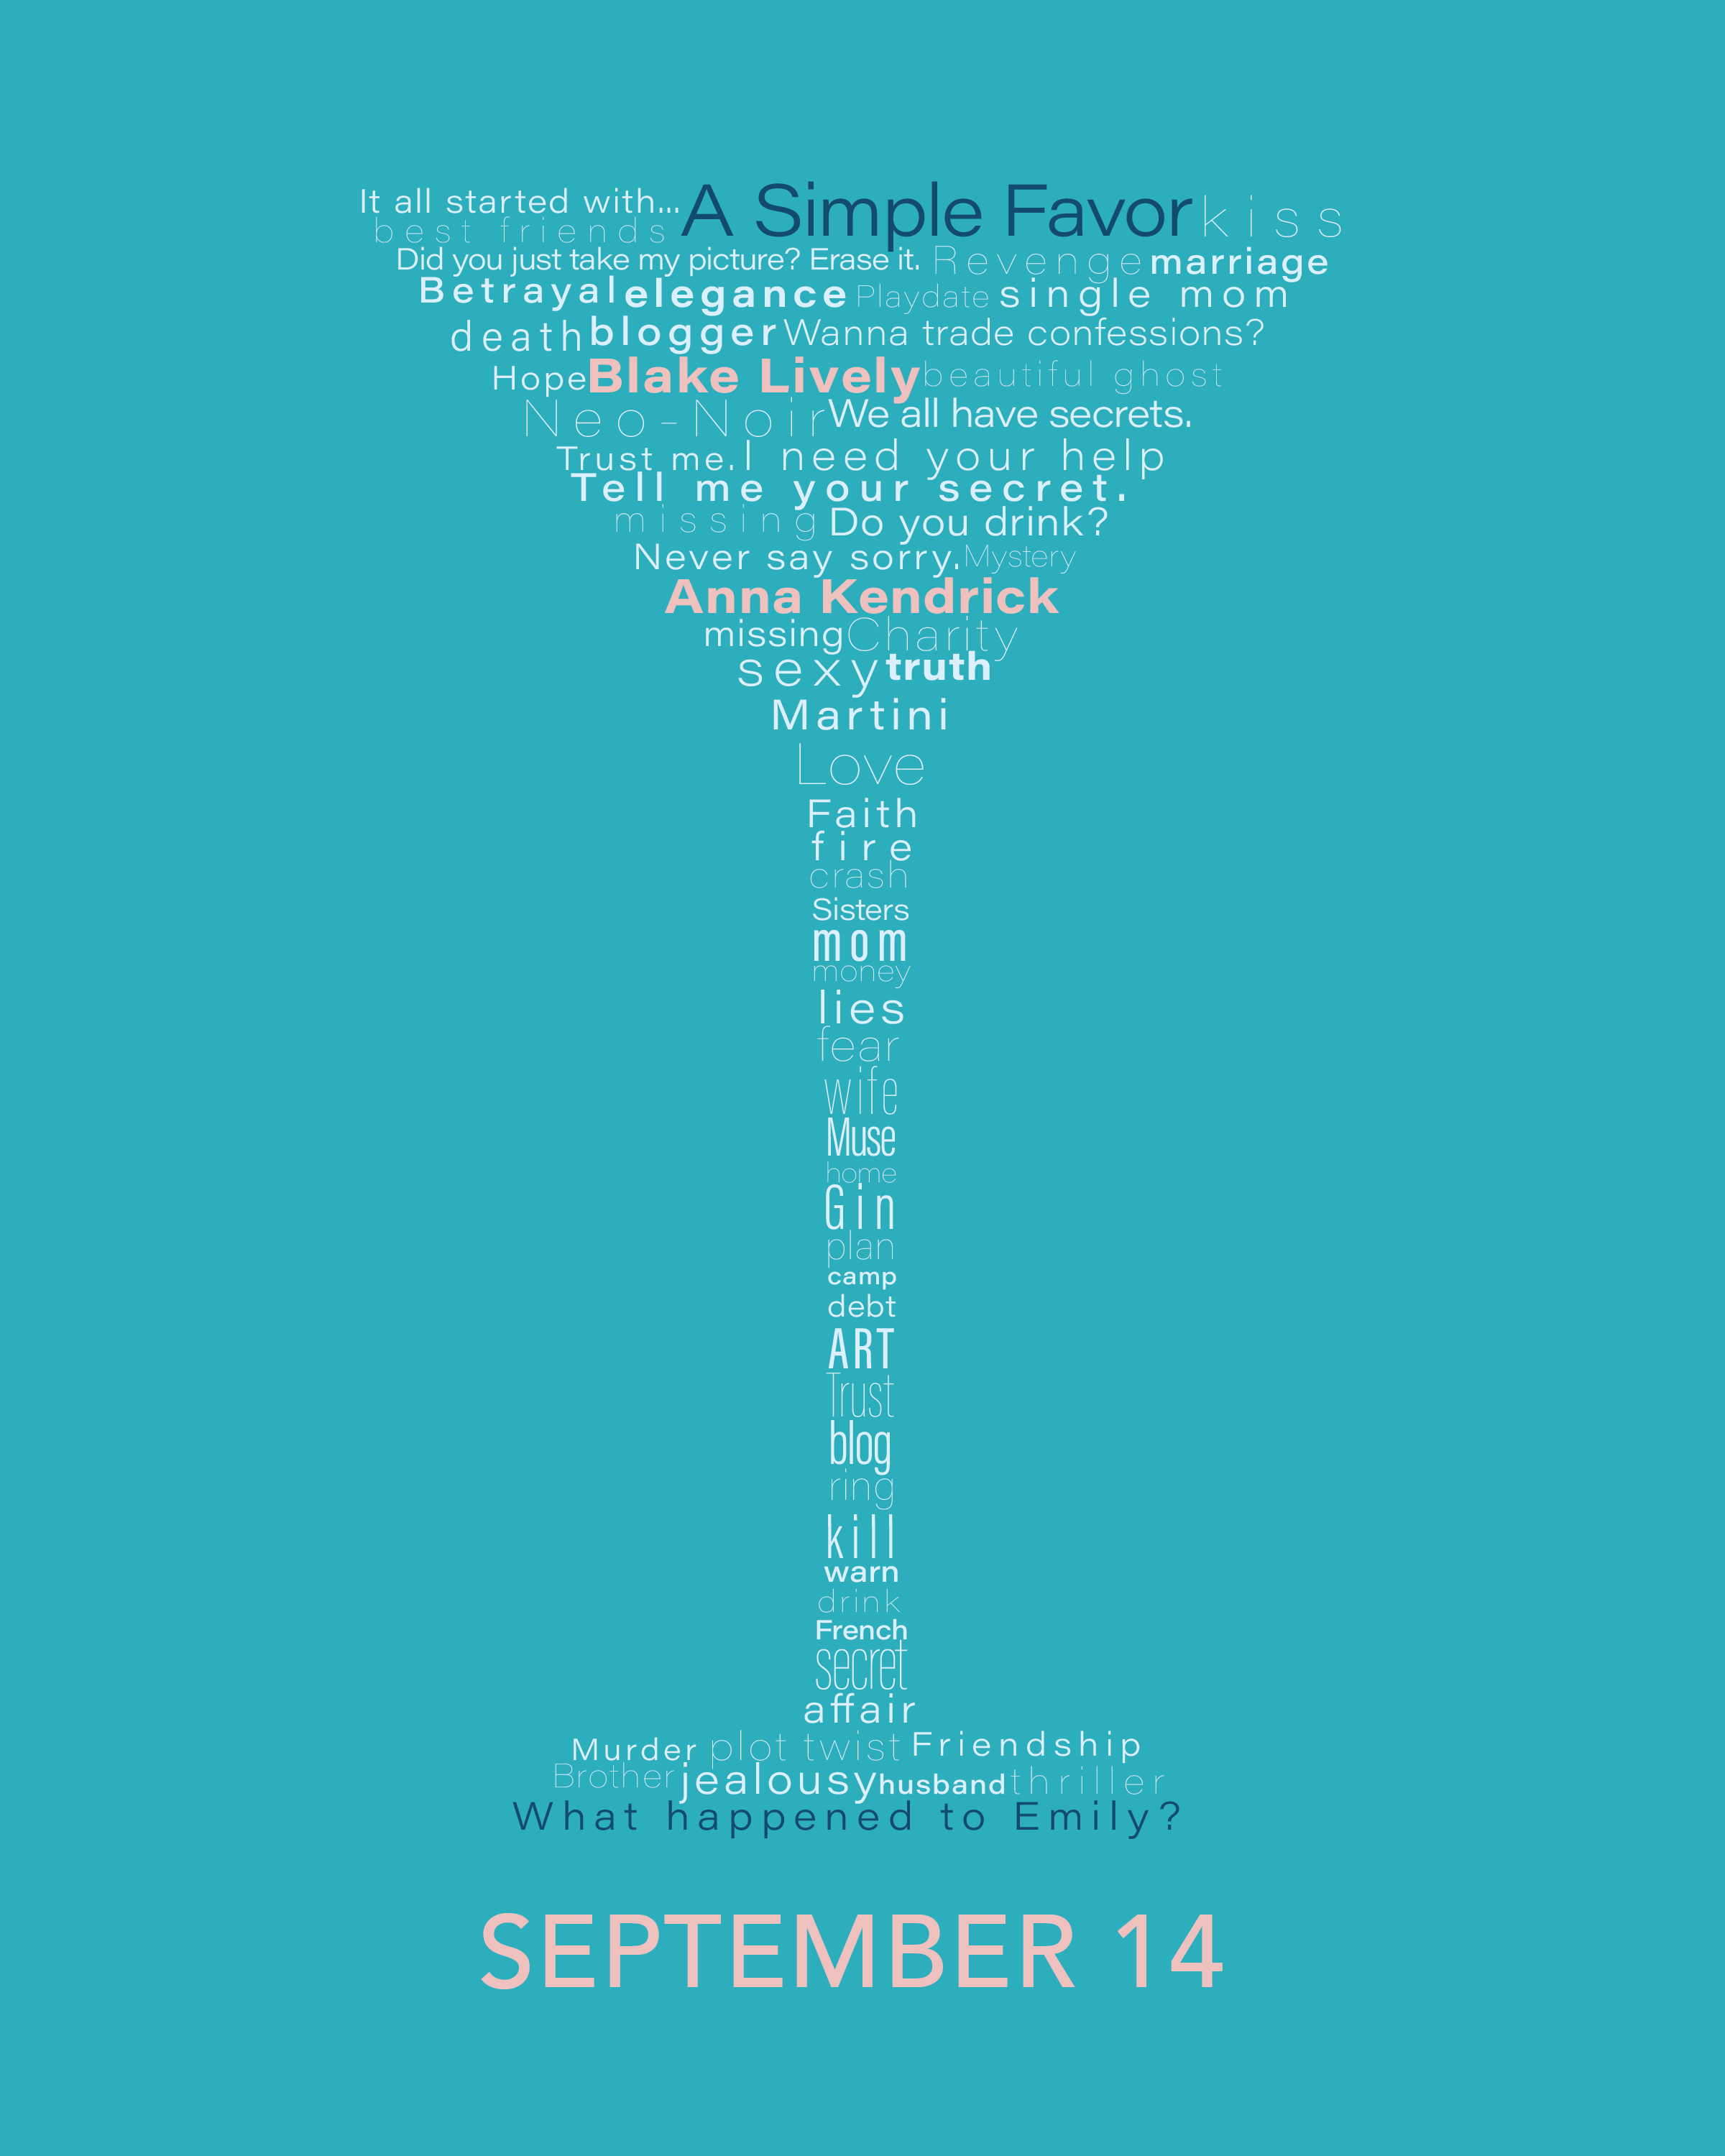 It all started with... A Simple Favor kiss
best friends
Did you just take my picture? Erase it. Revenge marriage
Betrayal elegance Playdate single mom
death blogger Wanna trade confessions?
Hope Blake Lively beautiful ghost
Neo-Noir We all have secrets.
Trust me. I need your help
Tell me your secret.
missing Do you drink?
Never say sorry. Mystery
Anna Kendrick
missing Charity
sexy truth
Martini
Love
Faith
fire
crash
Sisters
mom
money
lies
fear
wife
Muse
home
Gin
plan
camp
debt
ART
Trust
blog
ring
kill
warn
drink
French
secret
affair
Murder plot twist Friendship
Brother jealousy husband thriller
What happened to Emily?
SEPTEMBER 14